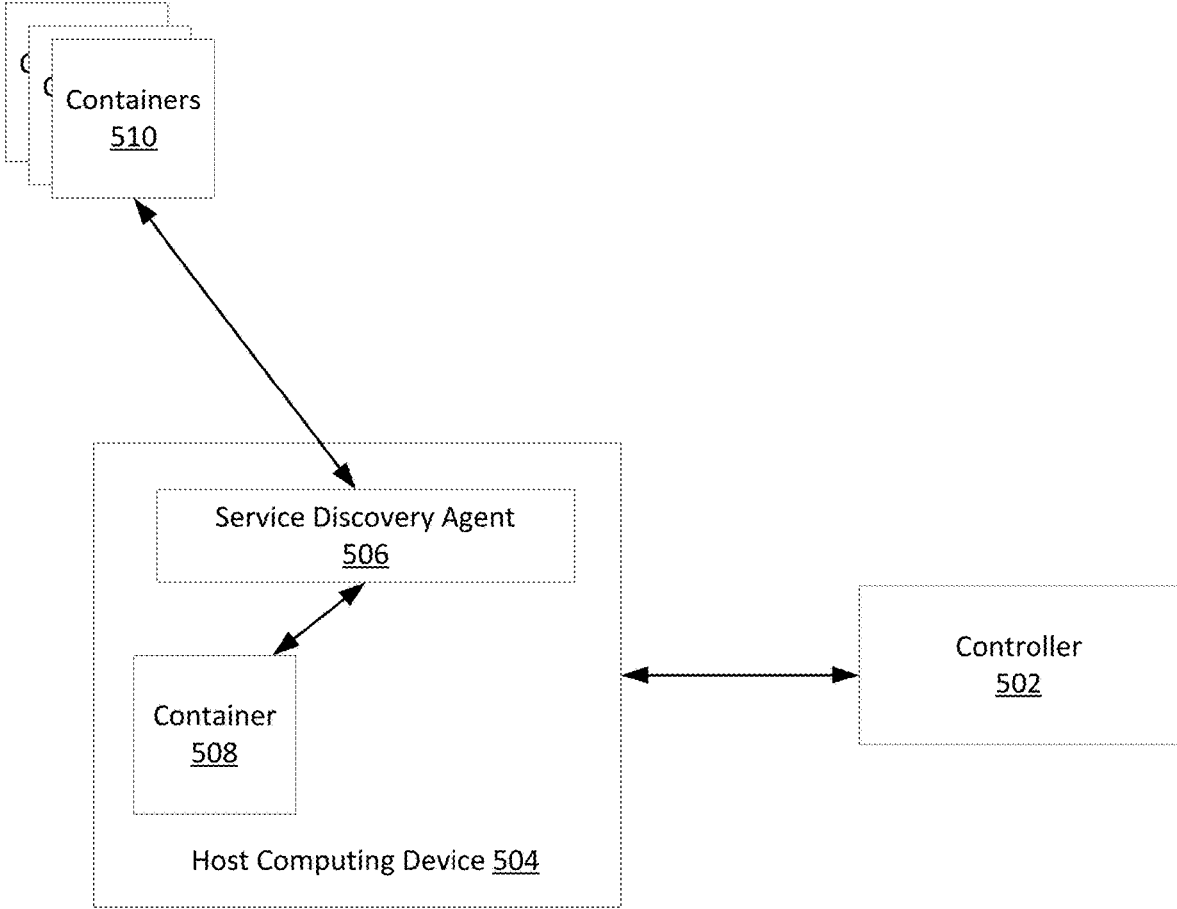 Containers
510
Service Discovery Agent
506
Container
508
Controller
502
Host Computing Device 504